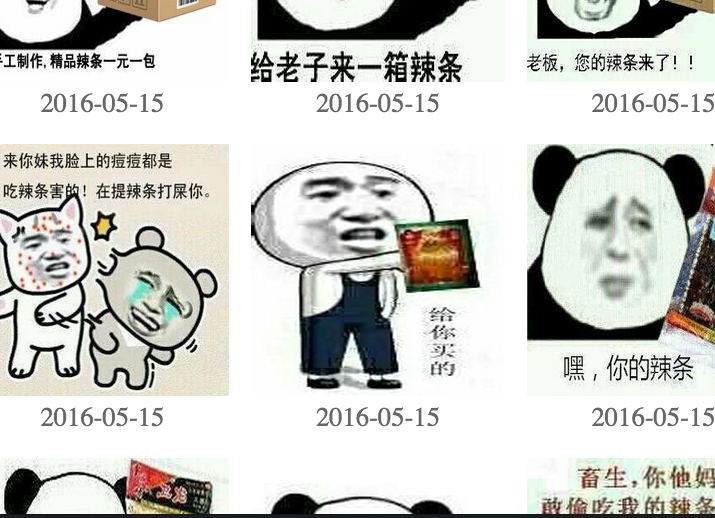 手工制作,精品辣条一元一包
给老子来一箱辣条
老板，您的辣条来了！！
2016-05-15
2016-05-15
2016-05-15
来你妹我脸上的痘痘都是
吃辣条害的！在提辣条打屎你。
给你买的
嘿，你的辣条
2016-05-15
2016-05-15
2016-05-15
畜生,你他妈
敢偷吃我的辣条